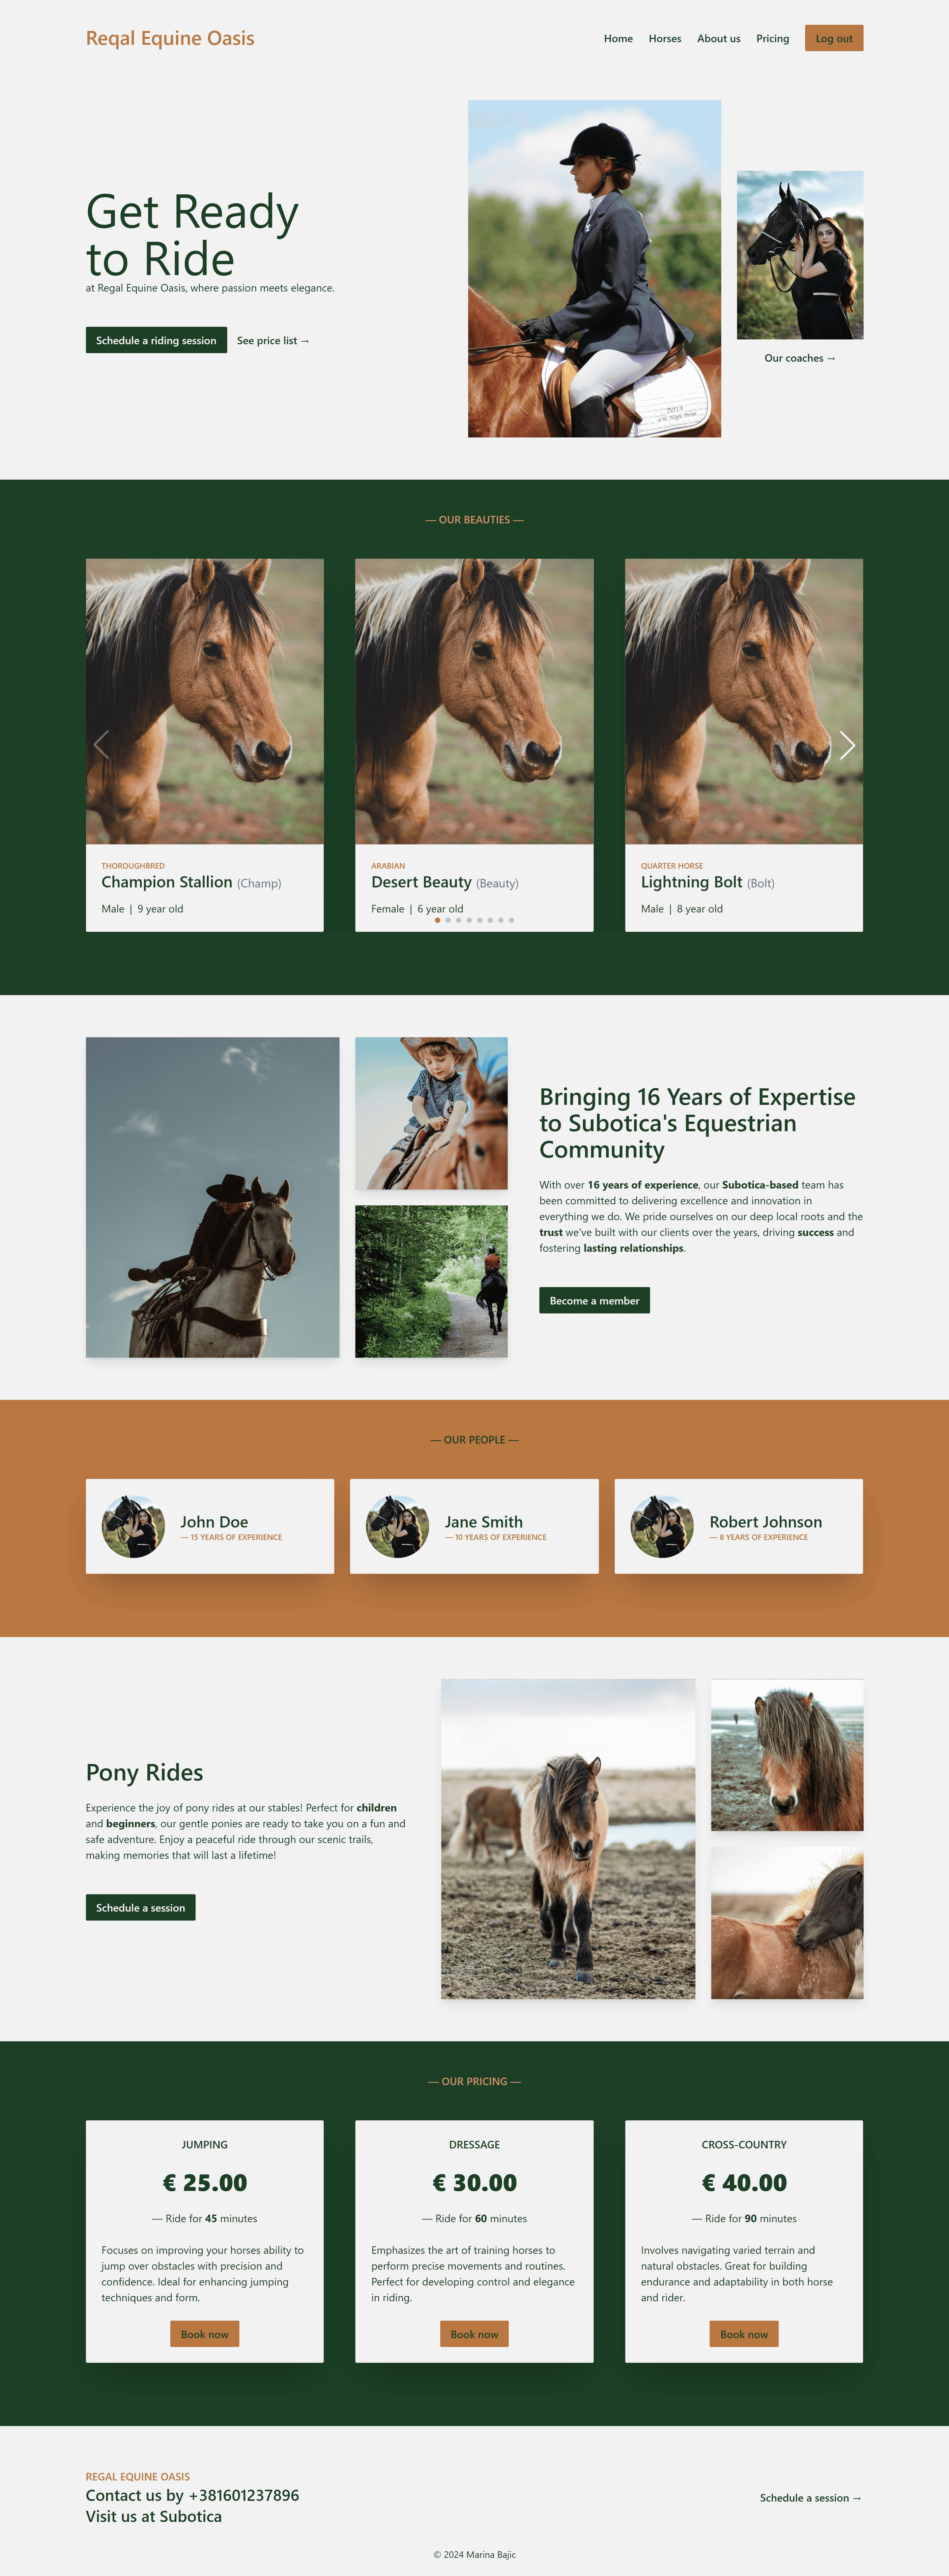 Reqal Equine Oasis
Home Horses About us Pricing Log out
Get Ready
to Ride
at Regal Equine Oasis, where passion meets elegance.
Schedule a riding session See price list →
2014
Our coaches →
— OUR BEAUTIES —
THOROUGHBRED
Champion Stallion (Champ)
Male | 9 year old
ARABIAN
Desert Beauty (Beauty)
Female | 6 year old
QUARTER HORSE
Lightning Bolt (Bolt)
Male | 8 year old
Bringing 16 Years of Expertise
to Subotica's Equestrian
Community
With over 16 years of experience, our Subotica-based team has
been committed to delivering excellence and innovation in
everything we do. We pride ourselves on our deep local roots and the
trust we've built with our clients over the years, driving success and
fostering lasting relationships.
Become a member
— OUR PEOPLE —
John Doe
— 15 YEARS OF EXPERIENCE
Jane Smith
— 10 YEARS OF EXPERIENCE
Robert Johnson
— 8 YEARS OF EXPERIENCE
Pony Rides
Experience the joy of pony rides at our stables! Perfect for children
and beginners, our gentle ponies are ready to take you on a fun and
safe adventure. Enjoy a peaceful ride through our scenic trails,
making memories that will last a lifetime!
Schedule a session
— OUR PRICING —
JUMPING
€ 25.00
— Ride for 45 minutes
Focuses on improving your horses ability to
jump over obstacles with precision and
confidence. Ideal for enhancing jumping
techniques and form.
Book now
DRESSAGE
€ 30.00
— Ride for 60 minutes
Emphasizes the art of training horses to
perform precise movements and routines.
Perfect for developing control and elegance
in riding.
Book now
CROSS-COUNTRY
€ 40.00
— Ride for 90 minutes
Involves navigating varied terrain and
natural obstacles. Great for building
endurance and adaptability in both horse
and rider.
Book now
REGAL EQUINE OASIS
Contact us by +381601237896
Visit us at Subotica
Schedule a session →
© 2024 Marina Bajic